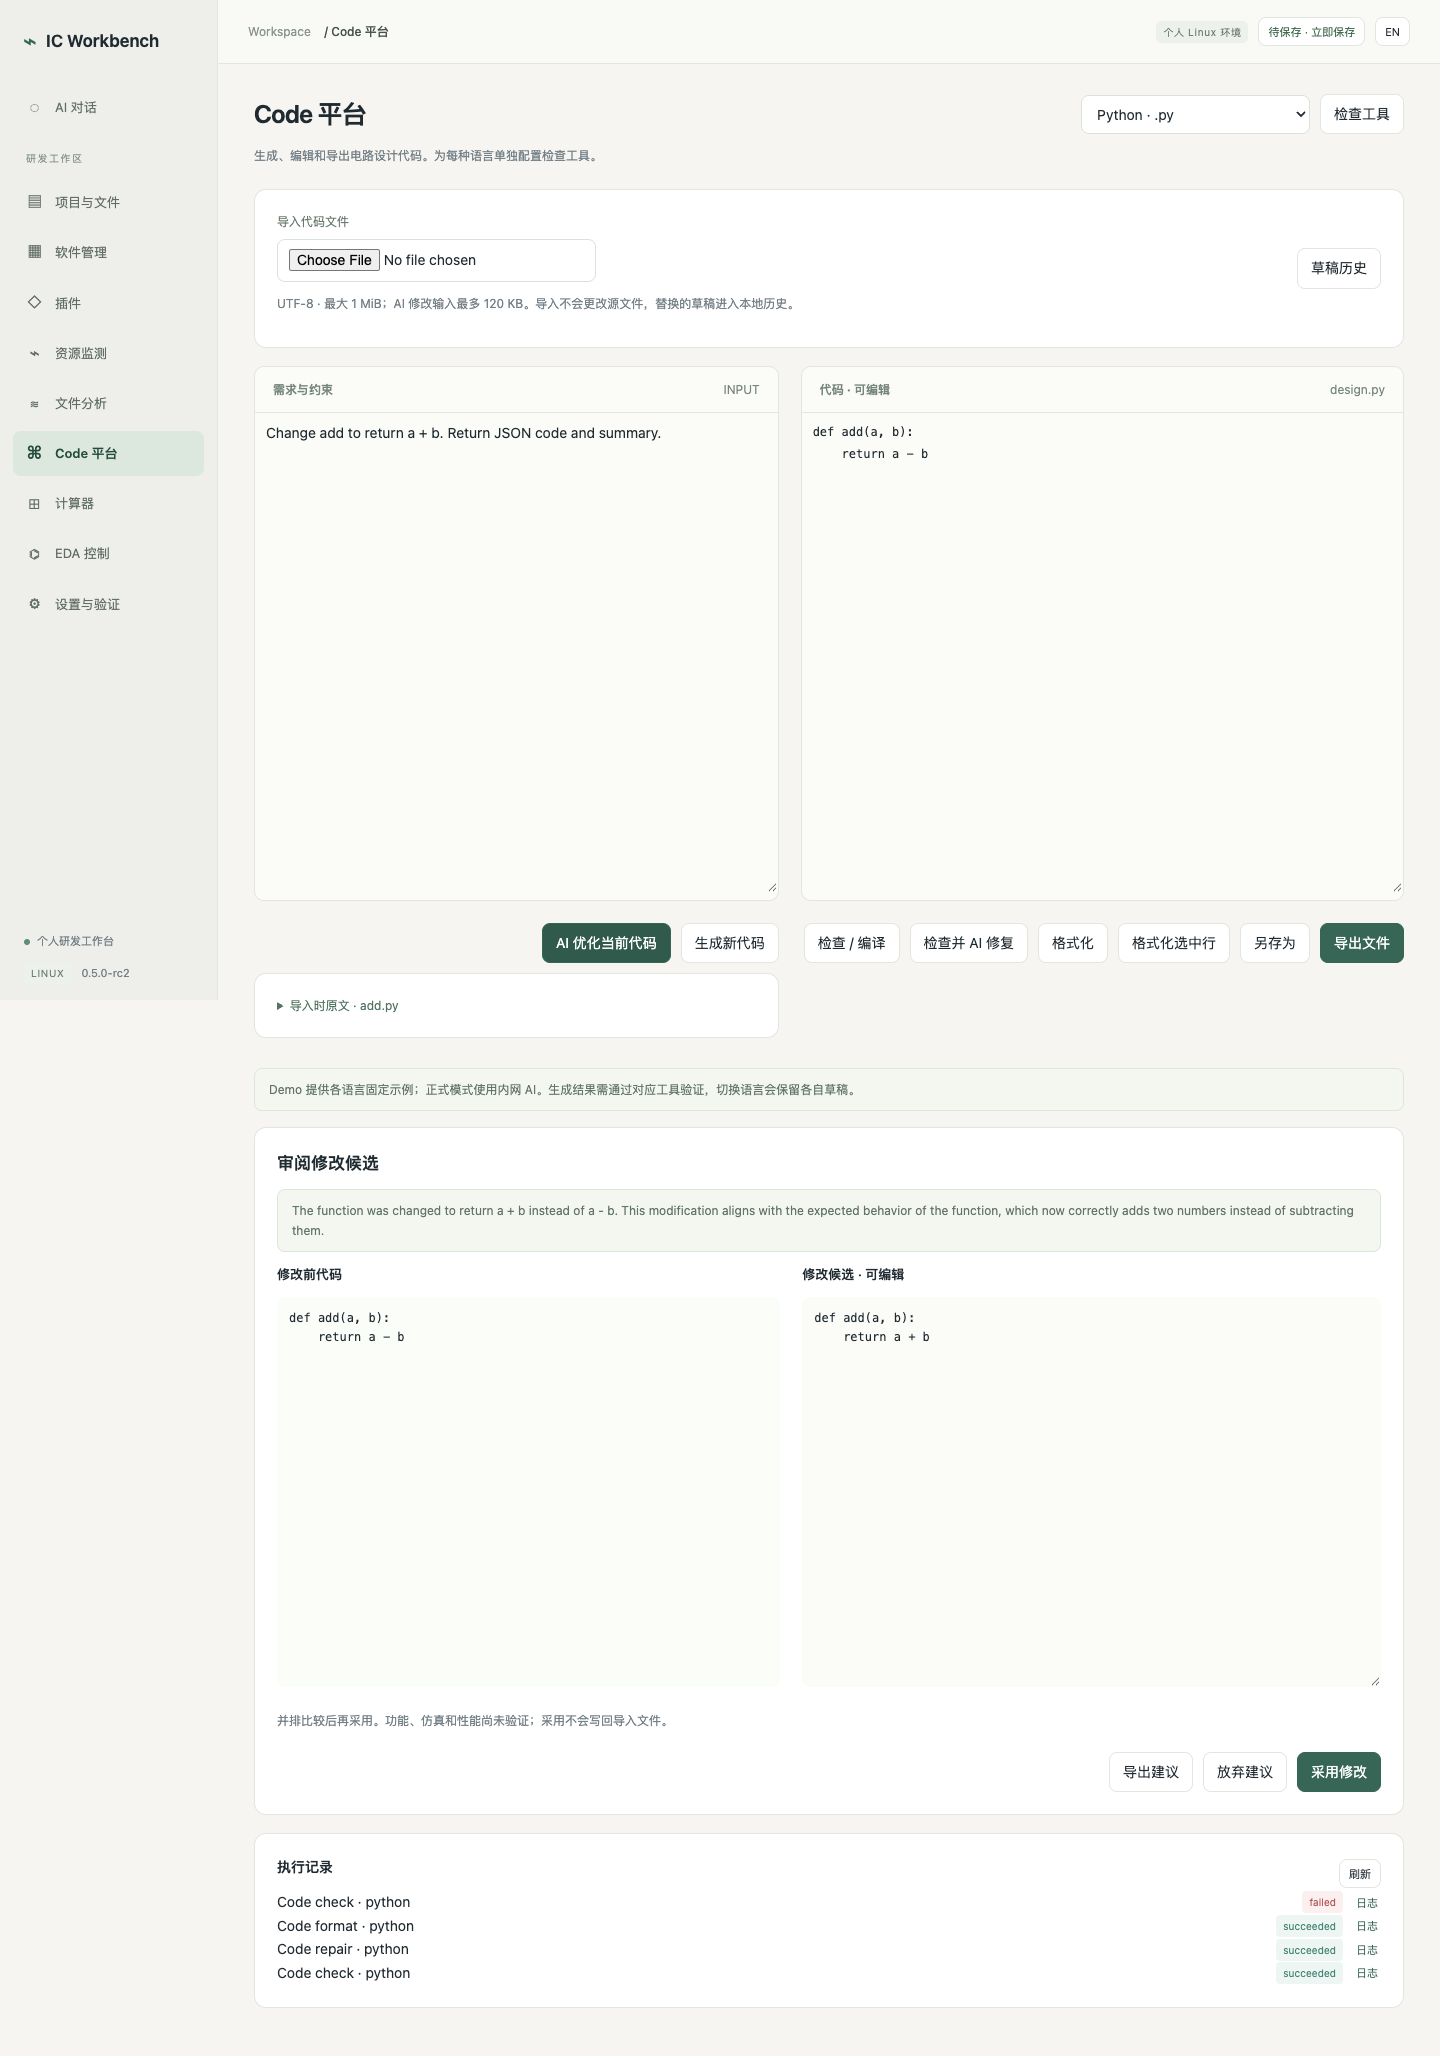 IC Workbench
AI 对话
研发工作区
项目与文件
软件管理
插件
资源监测
文件分析
Code 平台
计算器
EDA 控制
设置与验证
个人研发工作台
LINUX 0.5.0-rc2
Workspace / Code 平台
个人 Linux 环境
待保存 · 立即保存
EN
Code 平台
Python · .py
检查工具
生成、编辑和导出电路设计代码。为每种语言单独配置检查工具。
导入代码文件
Choose File No file chosen
草稿历史
UTF-8 · 最大 1 MiB；AI 修改输入最多 120 KB。导入不会更改源文件，替换的草稿进入本地历史。
需求与约束 INPUT
Change add to return a + b. Return JSON code and summary.
代码 · 可编辑 design.py
def add(a, b):
    return a - b
AI 优化当前代码
生成新代码
检查 / 编译
检查并 AI 修复
格式化
格式化选中行
另存为
导出文件
▶ 导入时原文 · add.py
Demo 提供各语言固定示例；正式模式使用内网 AI。生成结果需通过对应工具验证，切换语言会保留各自草稿。
审阅修改候选
The function was changed to return a + b instead of a - b. This modification aligns with the expected behavior of the function, which now correctly adds two numbers instead of subtracting
them.
修改前代码
def add(a, b):
    return a - b
修改候选 · 可编辑
def add(a, b):
    return a + b
并排比较后再采用。功能、仿真和性能尚未验证；采用不会写回导入文件。
导出建议
放弃建议
采用修改
执行记录
刷新
Code check · python failed 日志
Code format · python succeeded 日志
Code repair · python succeeded 日志
Code check · python succeeded 日志